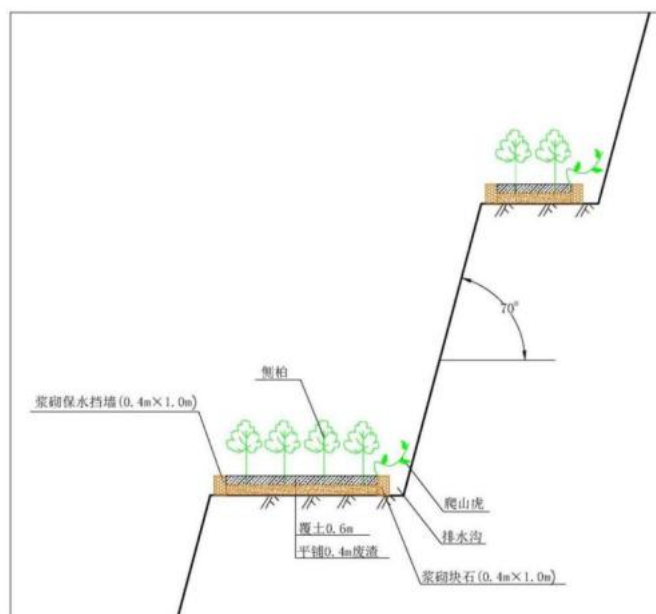 70°
侧柏
浆砌保水挡墙(0.4m×1.0m)
爬山虎
覆土0.6m
排水沟
平铺0.4m废渣
浆砌块石(0.4m×1.0m)